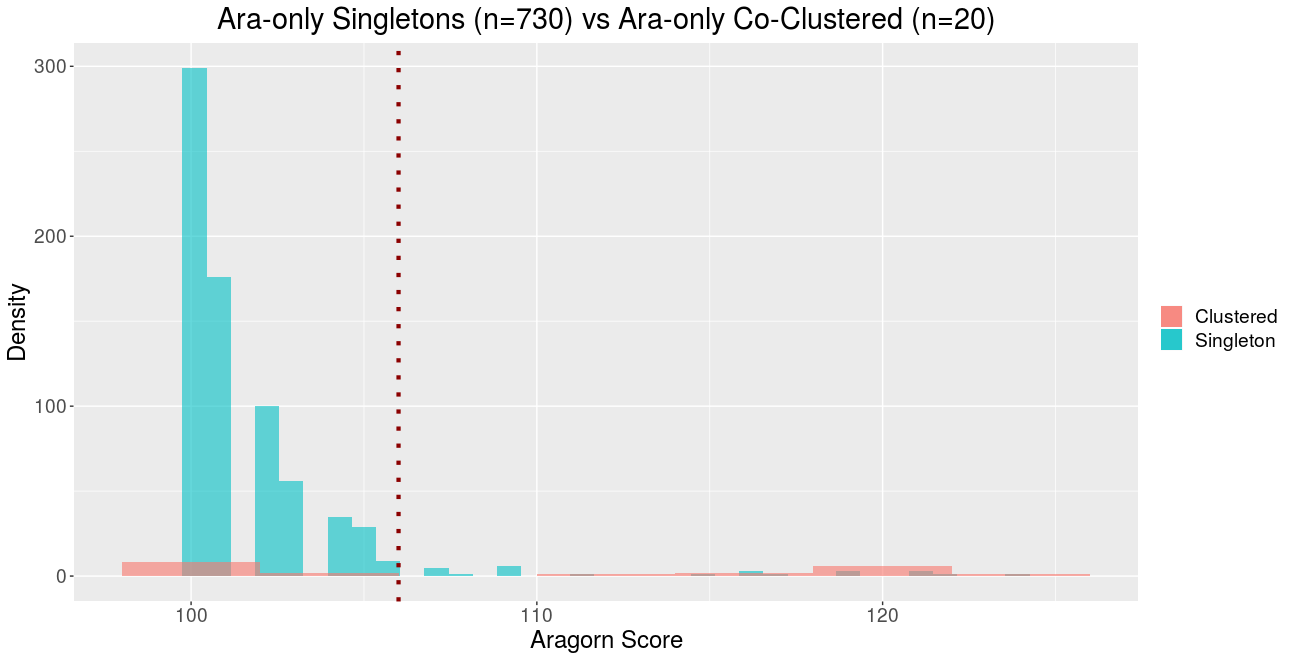 Ara-only Singletons (n=730) vs Ara-only Co-Clustered (n=20)
300
200
100
0
Density
100
110
120
Aragorn Score
Clustered
Singleton